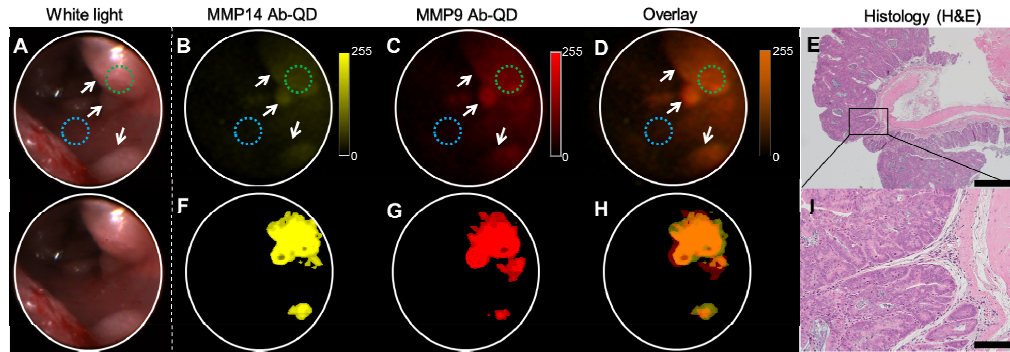 White light MMP14 Ab-QD MMP9 Ab-QD Overlay Histology (H&E)
A B 255 C 255 D 255 E
0 0 0
F G H J